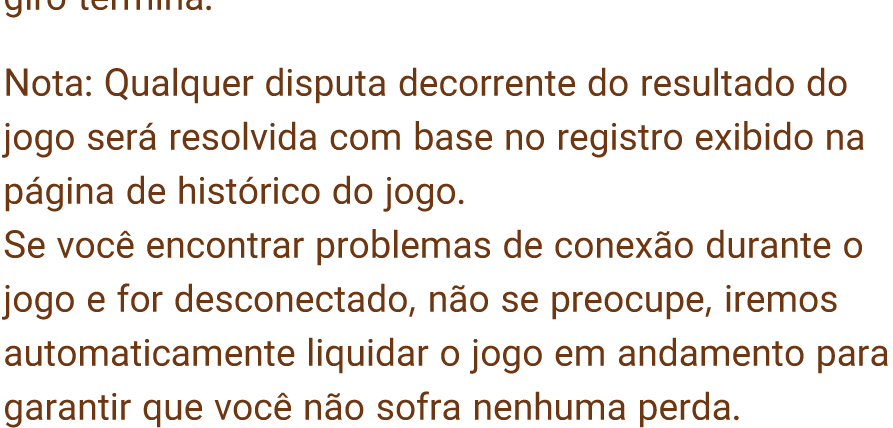 giro termina.
Nota: Qualquer disputa decorrente do resultado do
jogo será resolvida com base no registro exibido na
página de histórico do jogo.
Se você encontrar problemas de conexão durante o
jogo e for desconectado, não se preocupe, iremos
automaticamente liquidar o jogo em andamento para
garantir que você não sofra nenhuma perda.